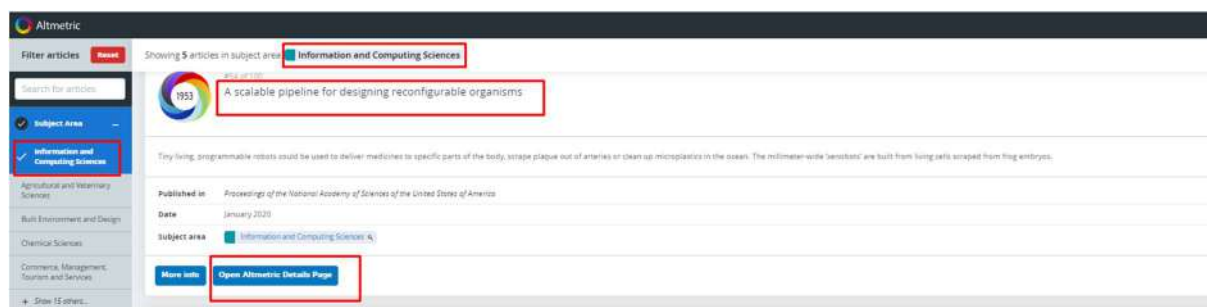 Altmetric
Filter articles Reset
Showing 5 articles in subject area Information and Computing Sciences
#54 of 100
Search for articles
1953
A scalable pipeline for designing reconfigurable organisms
Subject Area
Information and Computing Sciences
Tiny living, programmable robots could be used to deliver medicines to specific parts of the body, scrape plaque out of arteries or clean up microplastics in the ocean. The millimeter-wide 'xenobots' are built from living cells scraped from frog embryos.
Agricultural and Veterinary Sciences
Published in Proceedings of the National Academy of Sciences of the United States of America
Built Environment and Design
Date January 2020
Chemical Sciences
Subject area Information and Computing Sciences
Commerce, Management, Tourism and Services
More info Open Altmetric Details Page
+ Show 15 others...